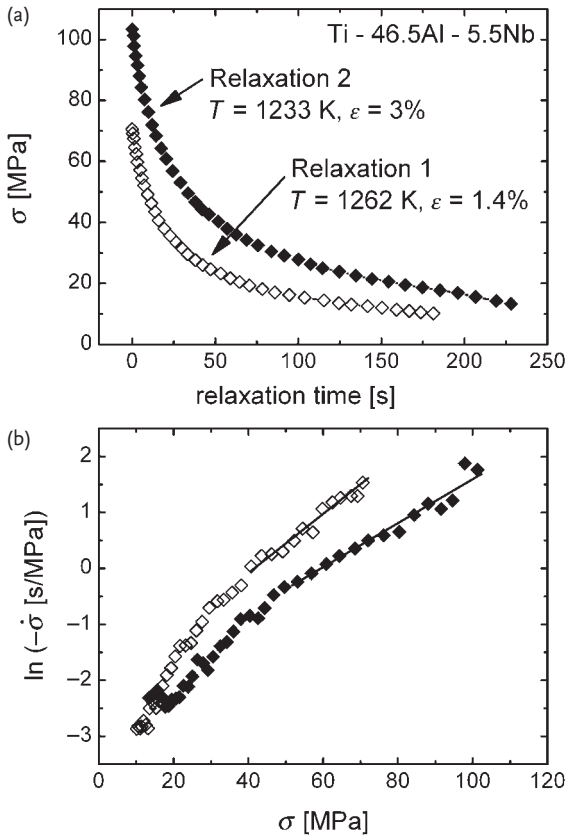 (a)
Ti - 46.5Al - 5.5Nb
100
80
60
40
20
0
σ [MPa]
Relaxation 2
T = 1233 K, ε = 3%
Relaxation 1
T = 1262 K, ε = 1.4%
0 50 100 150 200 250
relaxation time [s]
(b)
2
1
0
−1
−2
−3
ln (−σ̇ [s/MPa])
0 20 40 60 80 100 120
σ [MPa]